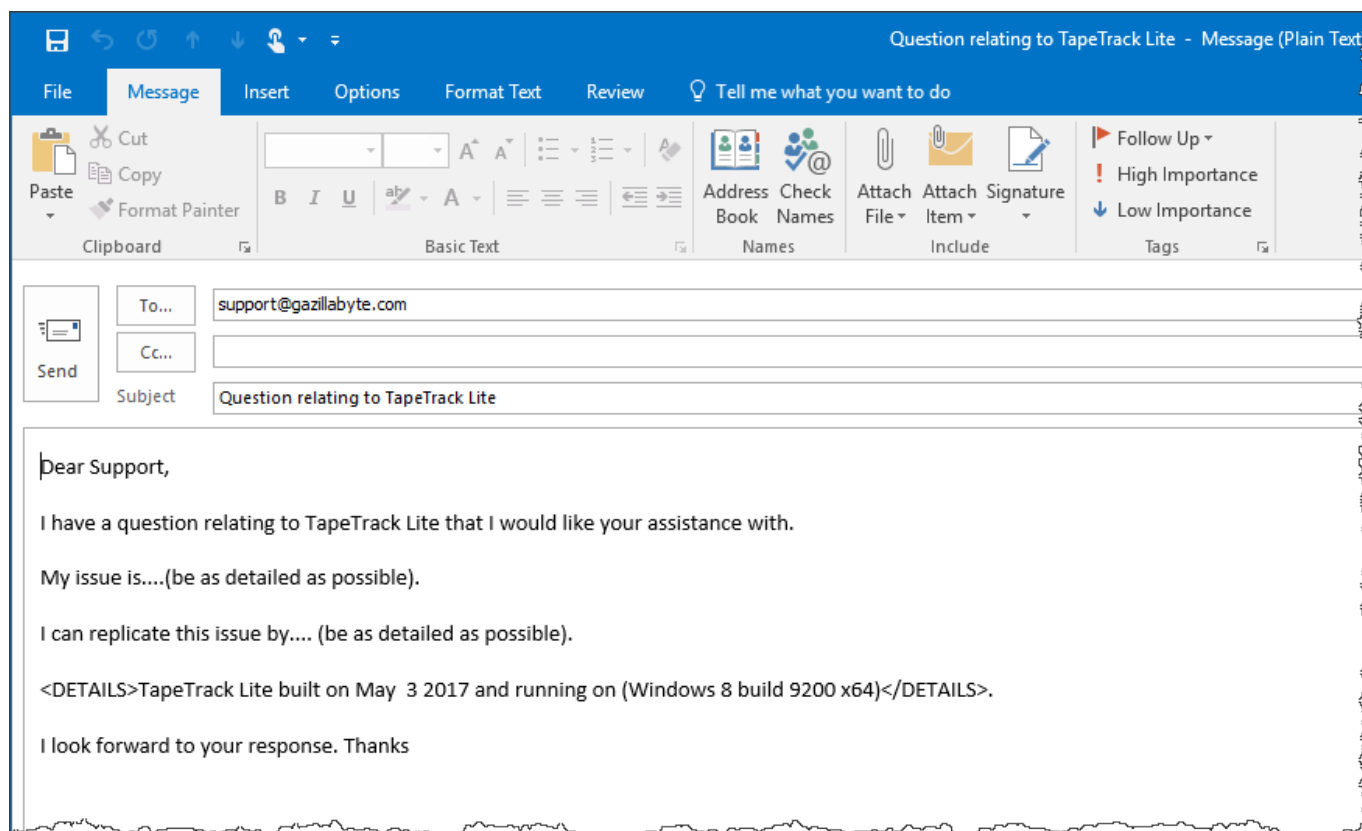 Question relating to TapeTrack Lite - Message (Plain Text
File Message Insert Options Format Text Review Tell me what you want to do
Cut
Copy
Format Painter
Paste
Clipboard
B I U
Basic Text
Address Book
Check Names
Names
Attach File
Attach Item
Signature
Include
Follow Up
High Importance
Low Importance
Tags
Send
To... support@gazillabyte.com
Cc...
Subject Question relating to TapeTrack Lite
Dear Support,
I have a question relating to TapeTrack Lite that I would like your assistance with.
My issue is....(be as detailed as possible).
I can replicate this issue by.... (be as detailed as possible).
<DETAILS>TapeTrack Lite built on May  3 2017 and running on (Windows 8 build 9200 x64)</DETAILS>.
I look forward to your response. Thanks